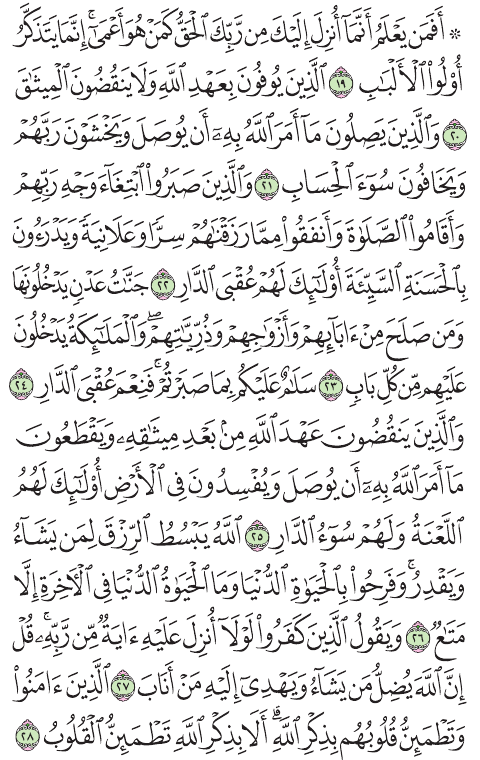 ۞ أَفَمَن يَعْلَمُ أَنَّمَآ أُنزِلَ إِلَيْكَ مِن رَّبِّكَ ٱلْحَقُّ كَمَنْ هُوَ أَعْمَىٰٓ ۚ إِنَّمَا يَتَذَكَّرُ
أُو۟لُوا۟ ٱلْأَلْبَـٰبِ ١٩ ٱلَّذِينَ يُوفُونَ بِعَهْدِ ٱللَّهِ وَلَا يَنقُضُونَ ٱلْمِيثَـٰقَ
٢٠ وَٱلَّذِينَ يَصِلُونَ مَآ أَمَرَ ٱللَّهُ بِهِۦٓ أَن يُوصَلَ وَيَخْشَوْنَ رَبَّهُمْ
وَيَخَافُونَ سُوٓءَ ٱلْحِسَابِ ٢١ وَٱلَّذِينَ صَبَرُوا۟ ٱبْتِغَآءَ وَجْهِ رَبِّهِمْ
وَأَقَامُوا۟ ٱلصَّلَوٰةَ وَأَنفَقُوا۟ مِمَّا رَزَقْنَـٰهُمْ سِرًّا وَعَلَانِيَةً وَيَدْرَءُونَ
بِٱلْحَسَنَةِ ٱلسَّيِّئَةَ أُو۟لَـٰٓئِكَ لَهُمْ عُقْبَى ٱلدَّارِ ٢٢ جَنَّـٰتُ عَدْنٍ يَدْخُلُونَهَا
وَمَن صَلَحَ مِنْ ءَابَآئِهِمْ وَأَزْوَٰجِهِمْ وَذُرِّيَّـٰتِهِمْ ۖ وَٱلْمَلَـٰٓئِكَةُ يَدْخُلُونَ
عَلَيْهِم مِّن كُلِّ بَابٍ ٢٣ سَلَـٰمٌ عَلَيْكُم بِمَا صَبَرْتُمْ ۚ فَنِعْمَ عُقْبَى ٱلدَّارِ ٢٤
وَٱلَّذِينَ يَنقُضُونَ عَهْدَ ٱللَّهِ مِنۢ بَعْدِ مِيثَـٰقِهِۦ وَيَقْطَعُونَ
مَآ أَمَرَ ٱللَّهُ بِهِۦٓ أَن يُوصَلَ وَيُفْسِدُونَ فِى ٱلْأَرْضِ ۙ أُو۟لَـٰٓئِكَ لَهُمُ
ٱللَّعْنَةُ وَلَهُمْ سُوٓءُ ٱلدَّارِ ٢٥ ٱللَّهُ يَبْسُطُ ٱلرِّزْقَ لِمَن يَشَآءُ
وَيَقْدِرُ ۚ وَفَرِحُوا۟ بِٱلْحَيَوٰةِ ٱلدُّنْيَا وَمَا ٱلْحَيَوٰةُ ٱلدُّنْيَا فِى ٱلْـَٔاخِرَةِ إِلَّا
مَتَـٰعٌ ٢٦ وَيَقُولُ ٱلَّذِينَ كَفَرُوا۟ لَوْلَآ أُنزِلَ عَلَيْهِ ءَايَةٌ مِّن رَّبِّهِۦ ۗ قُلْ
إِنَّ ٱللَّهَ يُضِلُّ مَن يَشَآءُ وَيَهْدِىٓ إِلَيْهِ مَنْ أَنَابَ ٢٧ ٱلَّذِينَ ءَامَنُوا۟
وَتَطْمَئِنُّ قُلُوبُهُم بِذِكْرِ ٱللَّهِ ۗ أَلَا بِذِكْرِ ٱللَّهِ تَطْمَئِنُّ ٱلْقُلُوبُ ٢٨